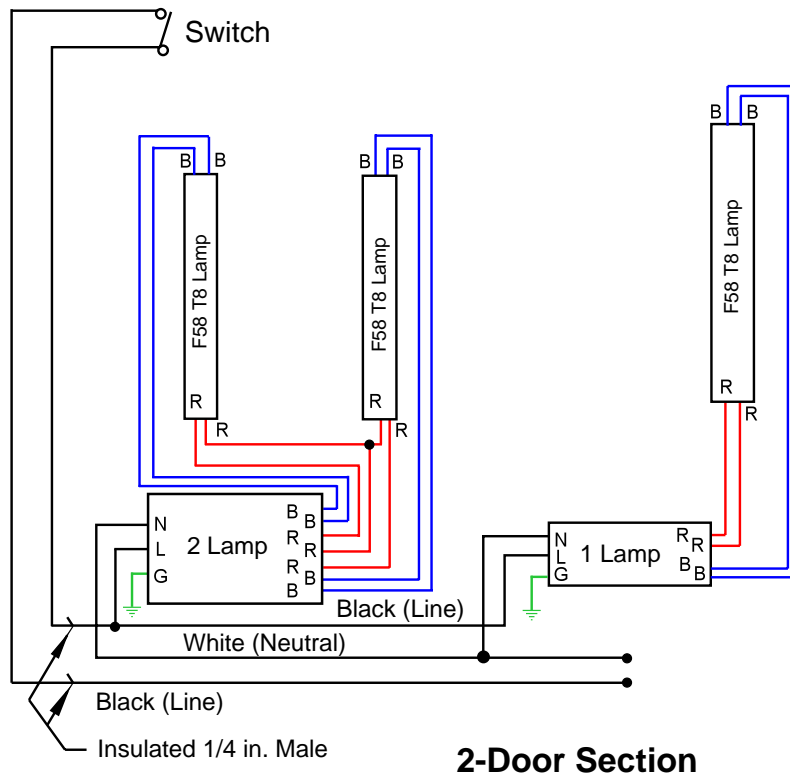 Switch
B B
B B
B B
F58 T8 Lamp
F58 T8 Lamp
F58 T8 Lamp
R
R
R
R
R
R
N
L
G
2 Lamp
B
B
R
R
R
B
B
N
L
G
1 Lamp
R
R
B
B
Black (Line)
White (Neutral)
Black (Line)
Insulated 1/4 in. Male
2-Door Section